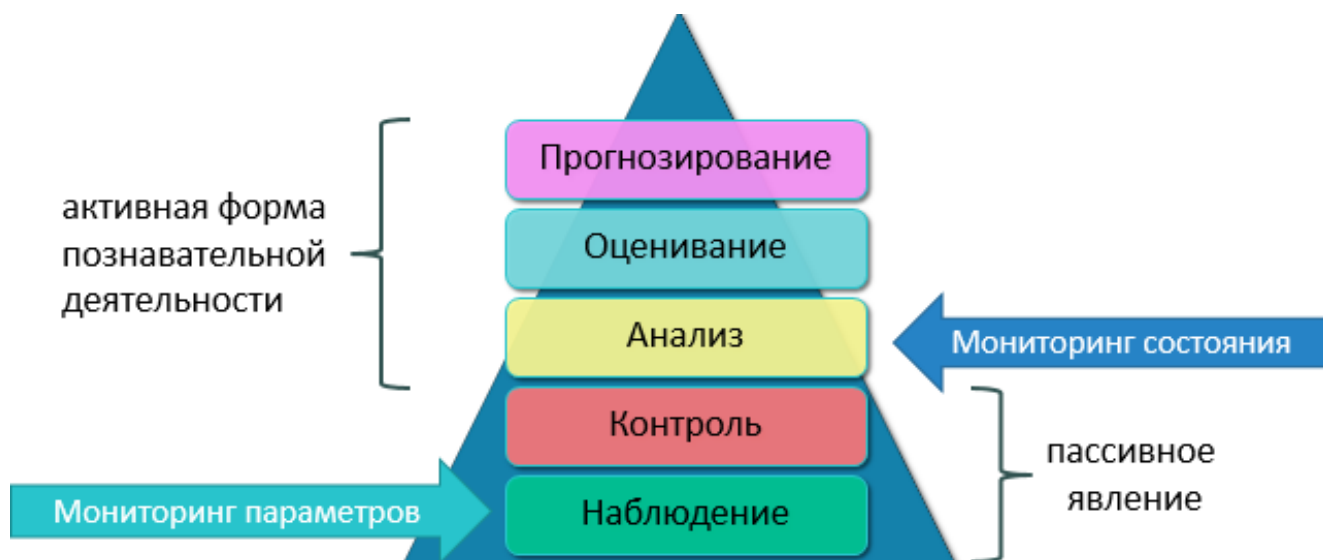 Прогнозирование
активная форма
познавательной
деятельности
Оценивание
Анализ
Мониторинг состояния
Контроль
пассивное
явление
Мониторинг параметров
Наблюдение